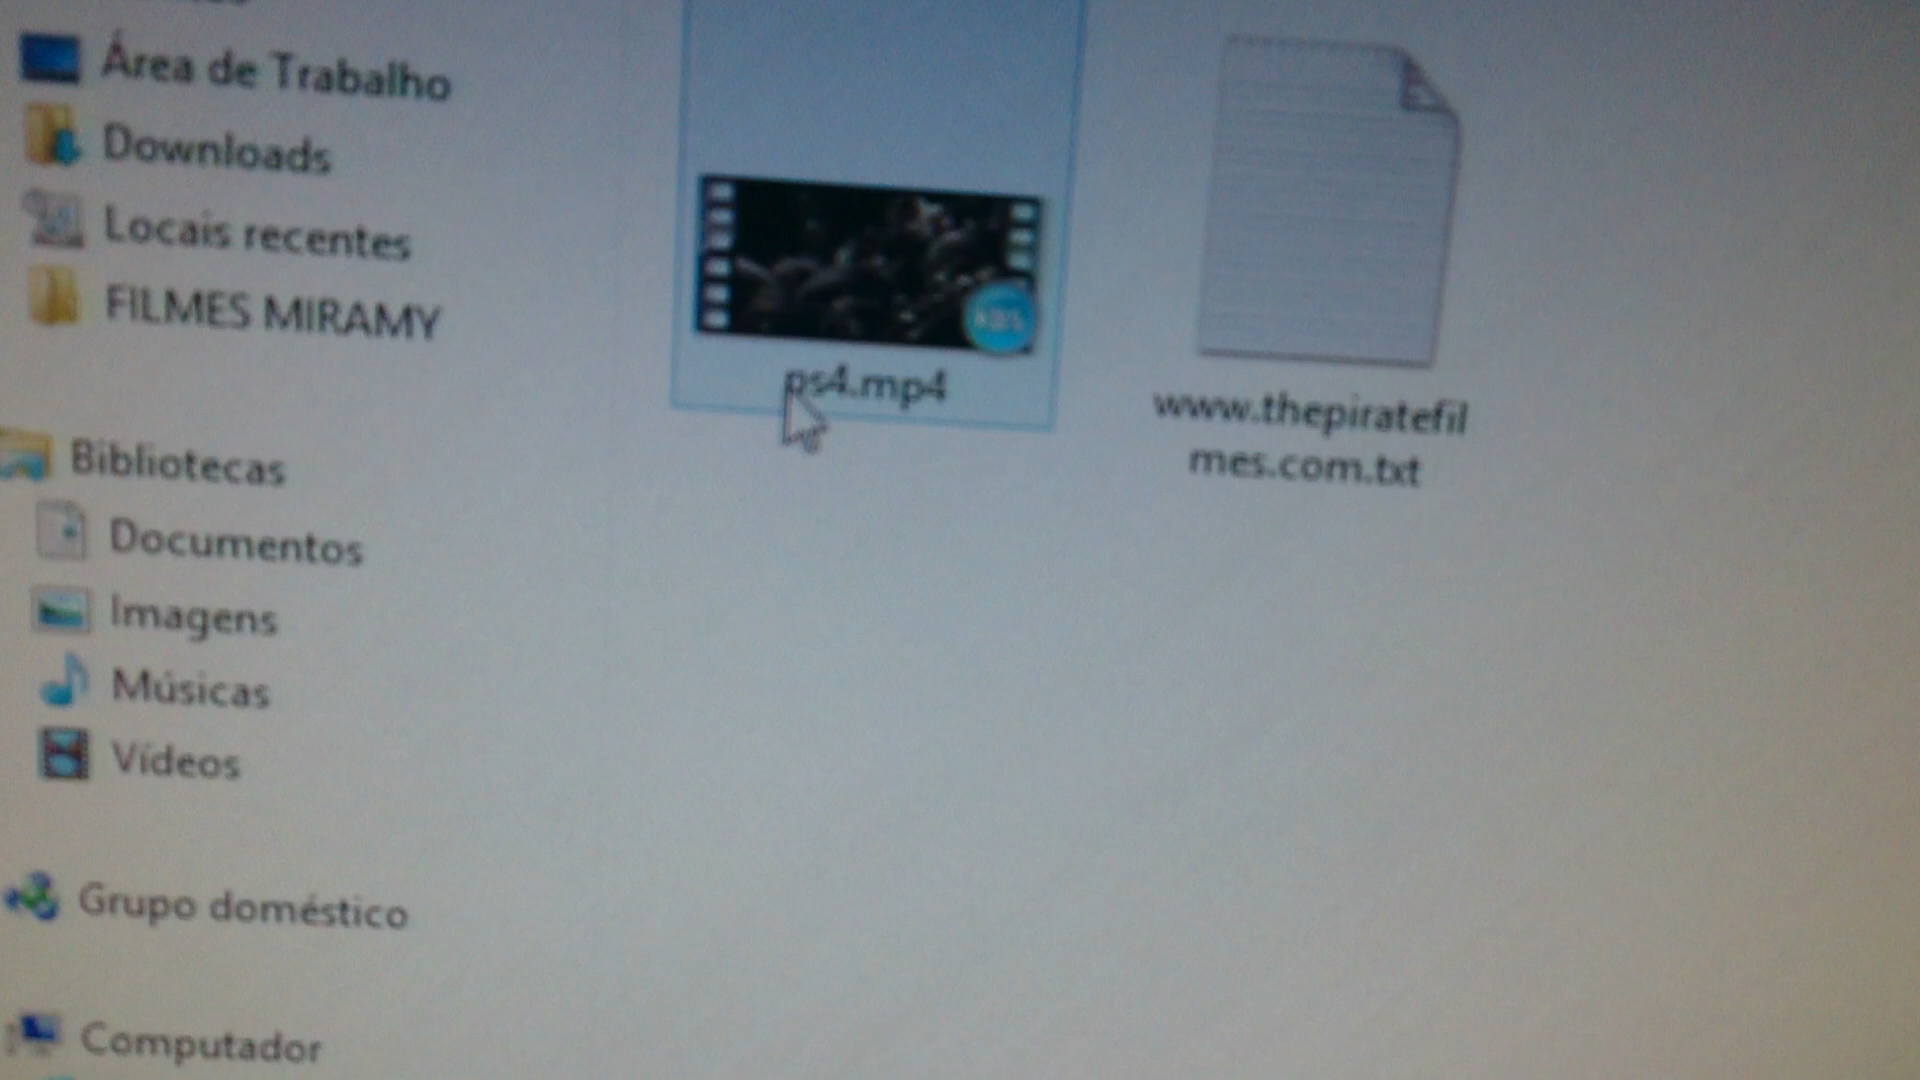 Área de Trabalho
Downloads
Locais recentes
FILMES MIRAMY
Bibliotecas
Documentos
Imagens
Músicas
Vídeos
Grupo doméstico
Computador
ps4.mp4
www.thepiratefil
mes.com.txt